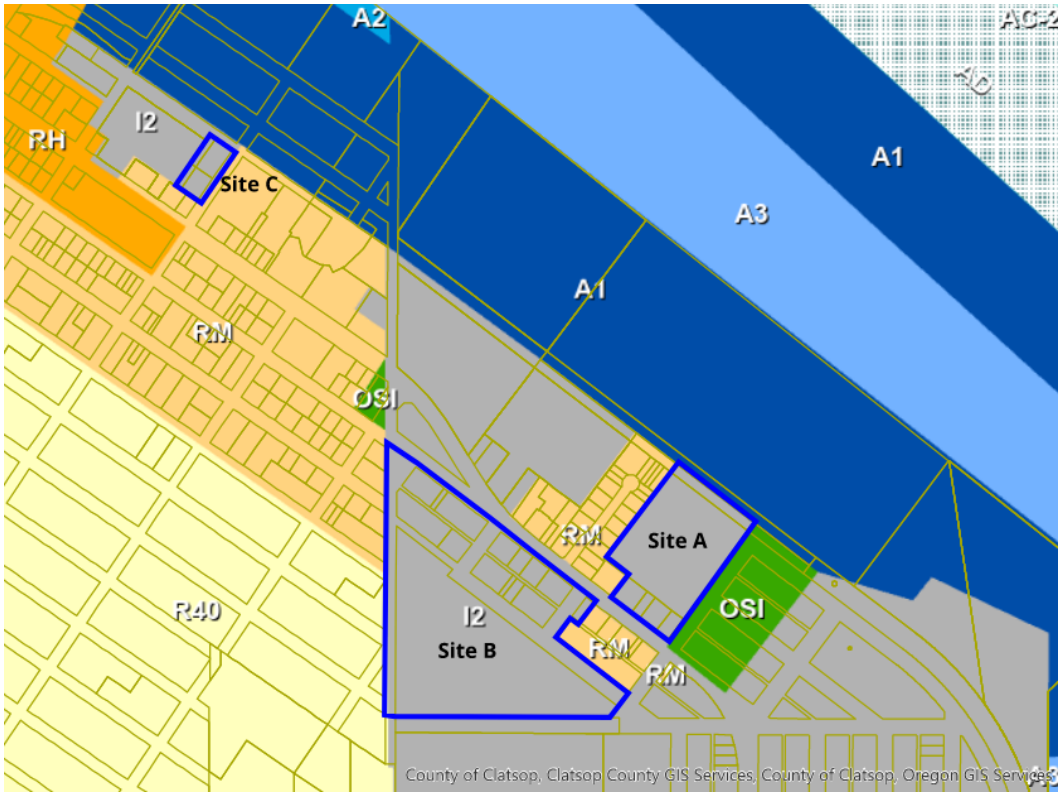 A2
AC-2
AD
I2
RH
A1
Site C
A3
A1
RM
OSI
RM
Site A
R40
I2
OSI
Site B
RM
RM
County of Clatsop, Clatsop County GIS Services, County of Clatsop, Oregon GIS Services